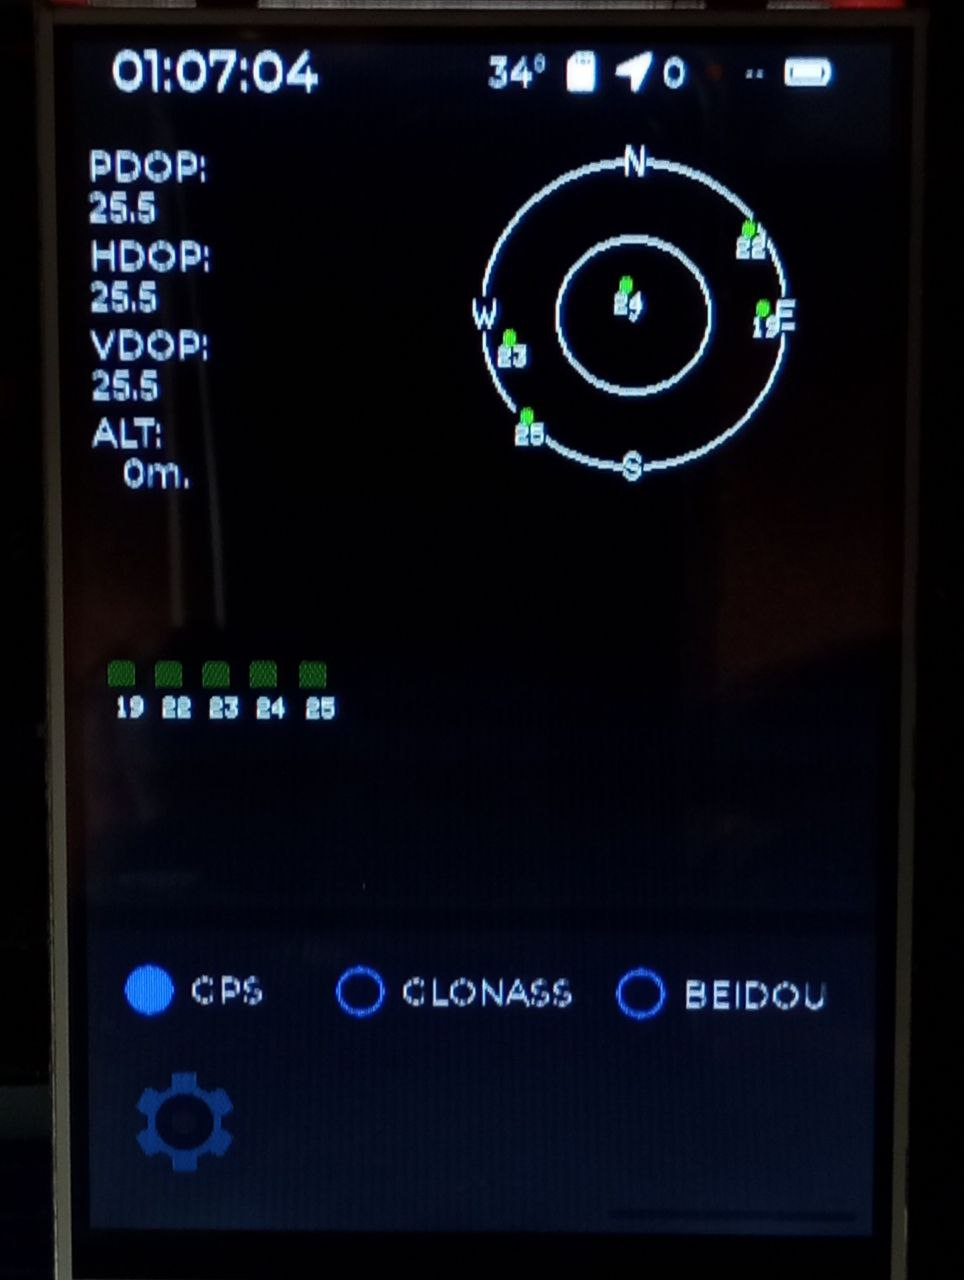 01:07:04 34° 0 --
PDOP:
25.5
HDOP:
25.5
VDOP:
25.5
ALT:
0m.
N
22
24
W
19
E
23
25
S
19 22 23 24 25
GPS GLONASS BEIDOU